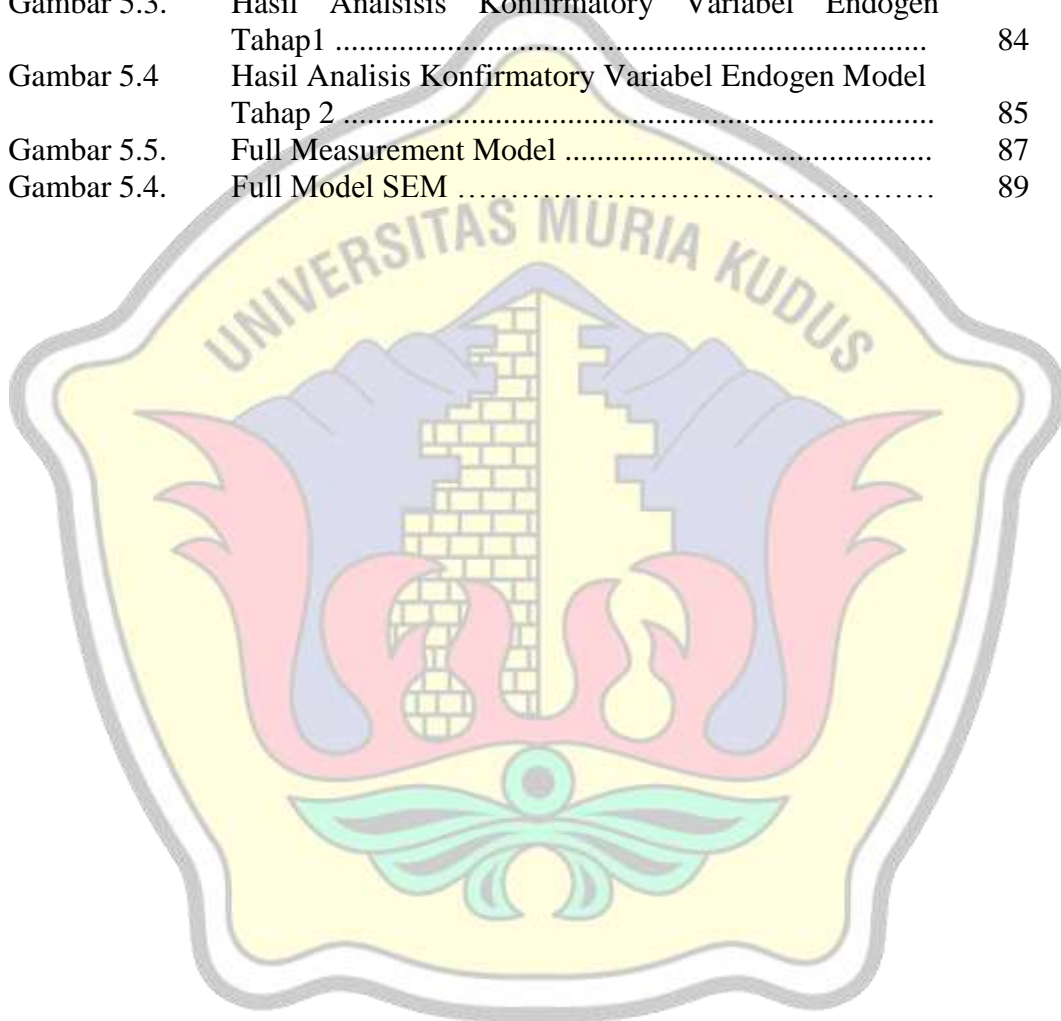 Gambar 5.3. Hasil Analsisis Konfirmatory Variabel Endogen
Tahap1 ......................................................................... 84
Gambar 5.4 Hasil Analisis Konfirmatory Variabel Endogen Model
Tahap 2 ......................................................................... 85
Gambar 5.5. Full Measurement Model ............................................. 87
Gambar 5.4. Full Model SEM ………………………………………… 89
UNIVERSITAS MURIA KUDUS